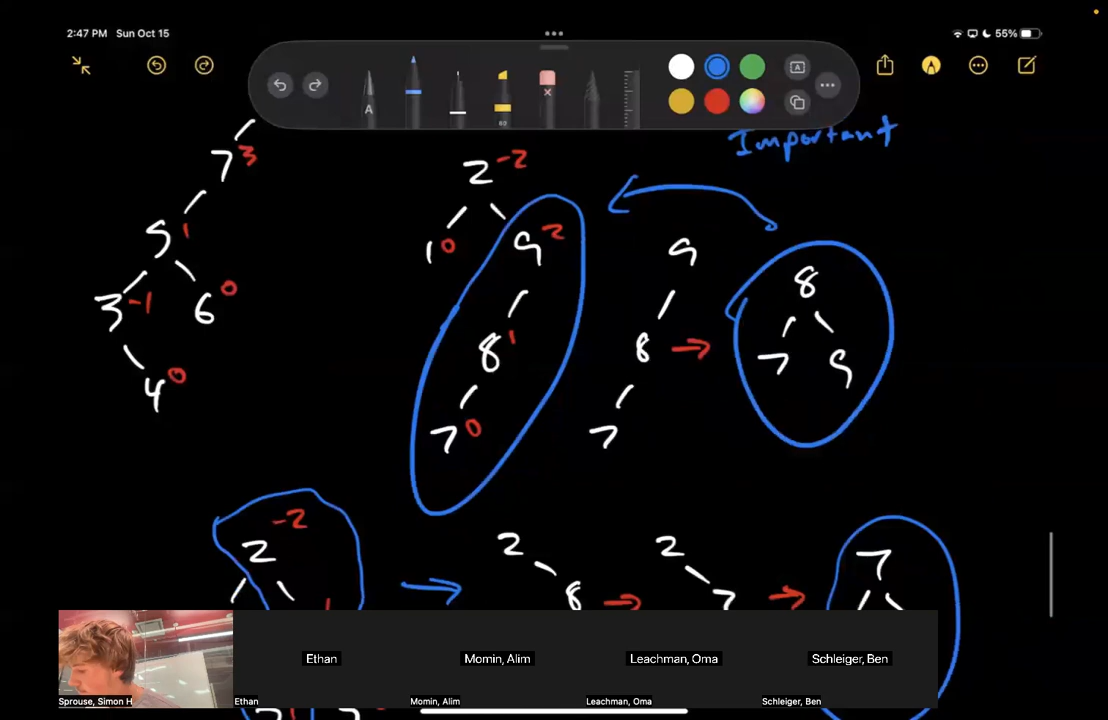 2:47 PM Sun Oct 15
55%
A
80
A
Important
7 3
5 1
3 -1
6 0
4 0
2 -2
1 0
9 2
8 1
7 0
9
8 →
7
8
7 9
2 -2
2
8 →
2
7 →
7
Ethan
Momin, Alim
Leachman, Oma
Schleiger, Ben
Sprouse, Simon H
Ethan
Momin, Alim
Leachman, Oma
Schleiger, Ben